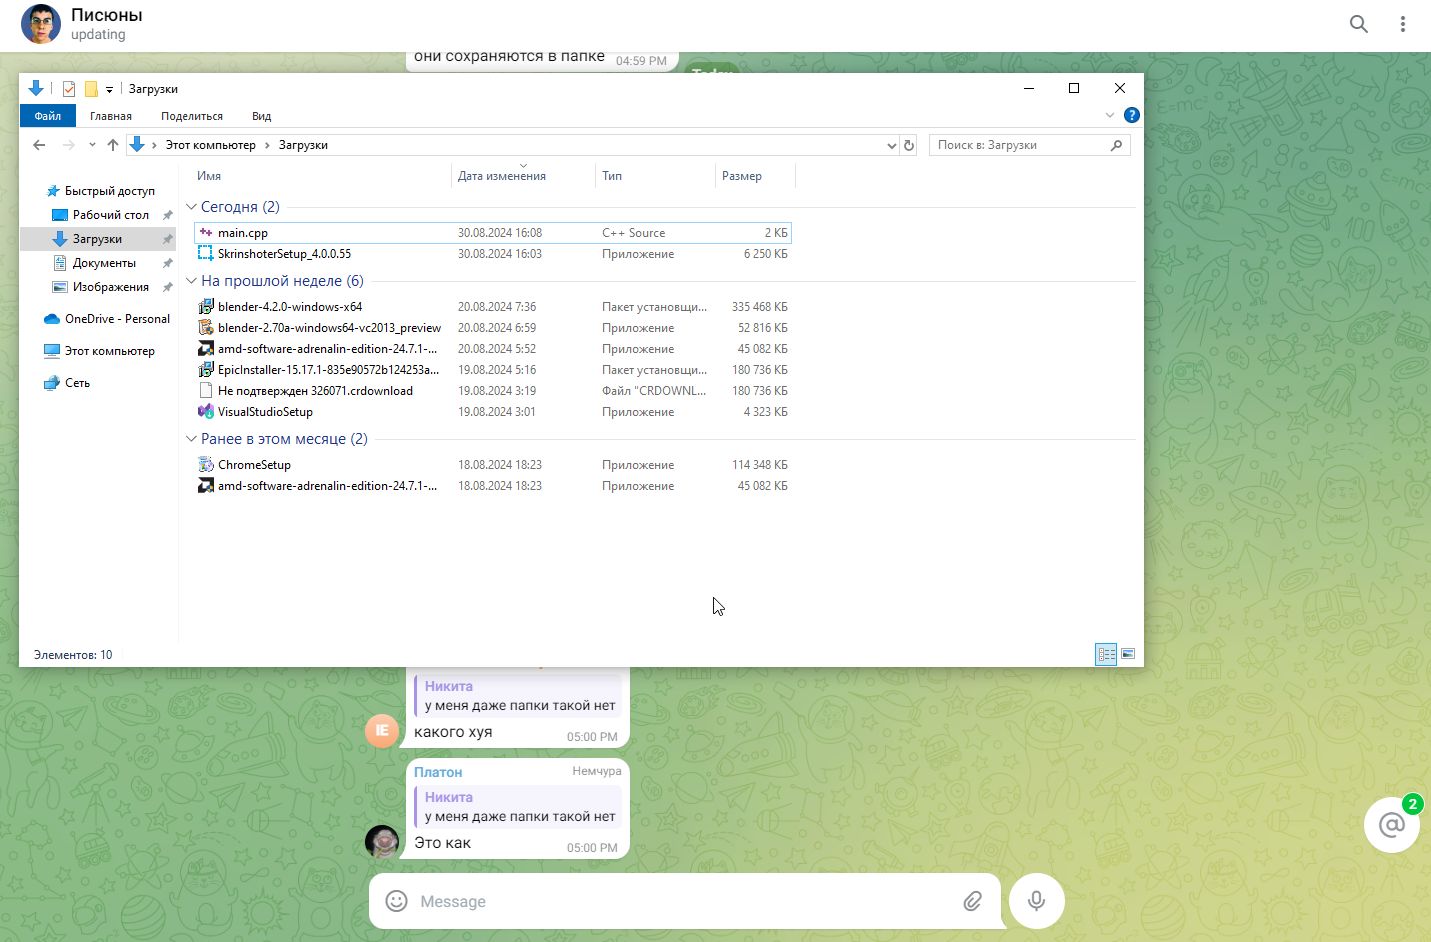 Писюны
updating
они сохраняются в папке 04:59 PM
Today
Загрузки
Файл Главная Поделиться Вид
Этот компьютер Загрузки
Поиск в: Загрузки
Имя Дата изменения Тип Размер
Быстрый доступ
Рабочий стол
Загрузки
Документы
Изображения
OneDrive - Personal
Этот компьютер
Сеть
Сегодня (2)
main.cpp 30.08.2024 16:08 C++ Source 2 КБ
SkrinshoterSetup_4.0.0.55 30.08.2024 16:03 Приложение 6 250 КБ
На прошлой неделе (6)
blender-4.2.0-windows-x64 20.08.2024 7:36 Пакет установщи... 335 468 КБ
blender-2.70a-windows64-vc2013_preview 20.08.2024 6:59 Приложение 52 816 КБ
amd-software-adrenalin-edition-24.7.1-... 20.08.2024 5:52 Приложение 45 082 КБ
EpicInstaller-15.17.1-835e90572b124253a... 19.08.2024 5:16 Пакет установщи... 180 736 КБ
Не подтвержден 326071.crdownload 19.08.2024 3:19 Файл "CRDOWNL... 180 736 КБ
VisualStudioSetup 19.08.2024 3:01 Приложение 4 323 КБ
Ранее в этом месяце (2)
ChromeSetup 18.08.2024 18:23 Приложение 114 348 КБ
amd-software-adrenalin-edition-24.7.1-... 18.08.2024 18:23 Приложение 45 082 КБ
Элементов: 10
Никита
у меня даже папки такой нет
IE
какого хуя 05:00 PM
Платон Немчура
Никита
у меня даже папки такой нет
Это как 05:00 PM
2
@
Message